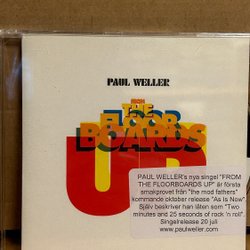 PAUL WELLER
FROM
THE
FLOOR
BOARDS
UP
PAUL WELLER's nya singel "FROM
THE FLOORBOARDS UP" är första
smakprovet från "the mod fathers"
kommande oktober release "As is Now".
Själv beskriver han låten som "Two
minutes and 25 seconds of rock 'n roll"
Singelrelease 20 juli
www.paulweller.com